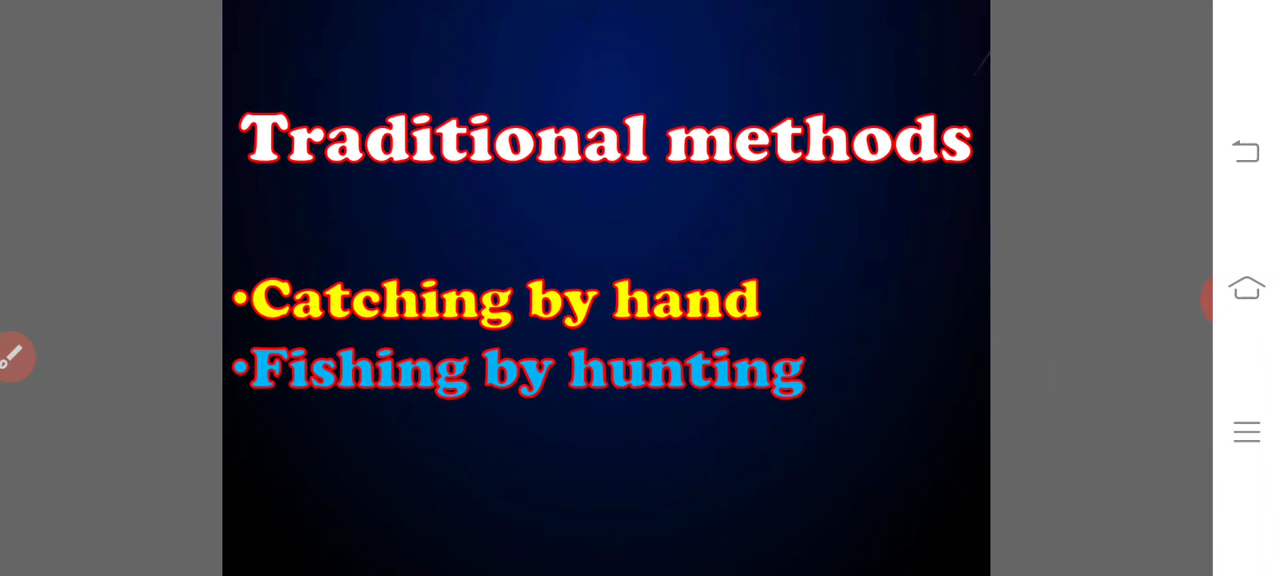 Traditional methods
•Catching by hand
•Fishing by hunting